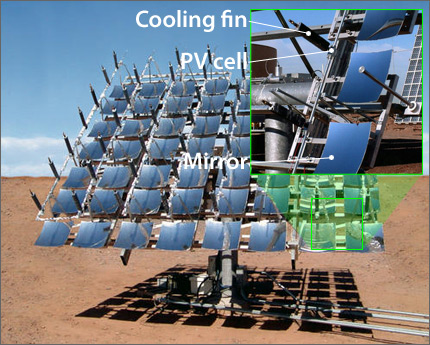 Cooling fin
PV cell
Mirror